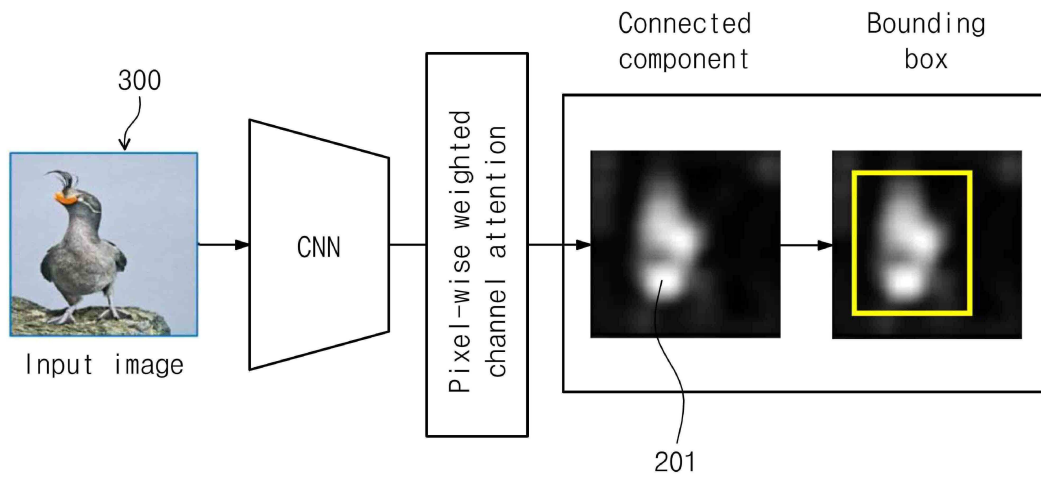 Connected
component
Bounding
box
300
CNN
Pixel-wise weighted
channel attention
Input image
201